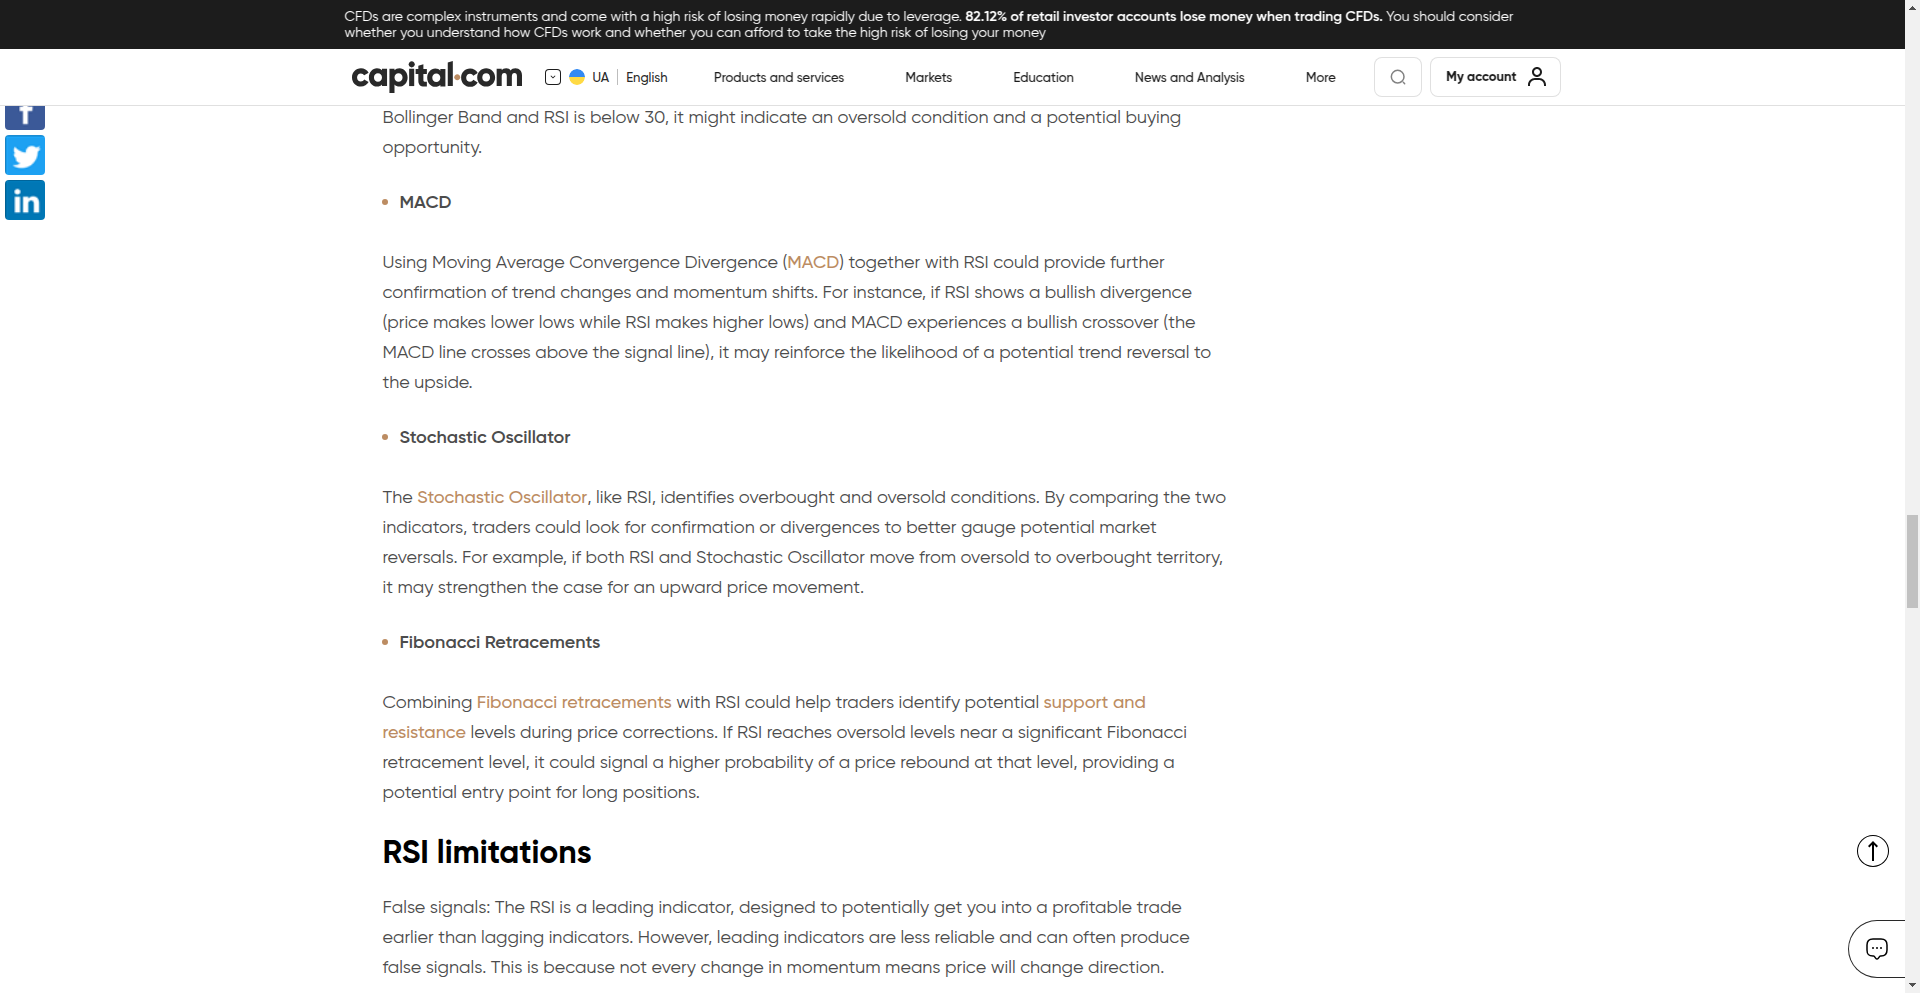 CFDs are complex instruments and come with a high risk of losing money rapidly due to leverage. 82.12% of retail investor accounts lose money when trading CFDs. You should consider
whether you understand how CFDs work and whether you can afford to take the high risk of losing your money
capital.com UA English Products and services Markets Education News and Analysis More My account
Bollinger Band and RSI is below 30, it might indicate an oversold condition and a potential buying
opportunity.
MACD
Using Moving Average Convergence Divergence (MACD) together with RSI could provide further
confirmation of trend changes and momentum shifts. For instance, if RSI shows a bullish divergence
(price makes lower lows while RSI makes higher lows) and MACD experiences a bullish crossover (the
MACD line crosses above the signal line), it may reinforce the likelihood of a potential trend reversal to
the upside.
Stochastic Oscillator
The Stochastic Oscillator, like RSI, identifies overbought and oversold conditions. By comparing the two
indicators, traders could look for confirmation or divergences to better gauge potential market
reversals. For example, if both RSI and Stochastic Oscillator move from oversold to overbought territory,
it may strengthen the case for an upward price movement.
Fibonacci Retracements
Combining Fibonacci retracements with RSI could help traders identify potential support and
resistance levels during price corrections. If RSI reaches oversold levels near a significant Fibonacci
retracement level, it could signal a higher probability of a price rebound at that level, providing a
potential entry point for long positions.
RSI limitations
False signals: The RSI is a leading indicator, designed to potentially get you into a profitable trade
earlier than lagging indicators. However, leading indicators are less reliable and can often produce
false signals. This is because not every change in momentum means price will change direction.